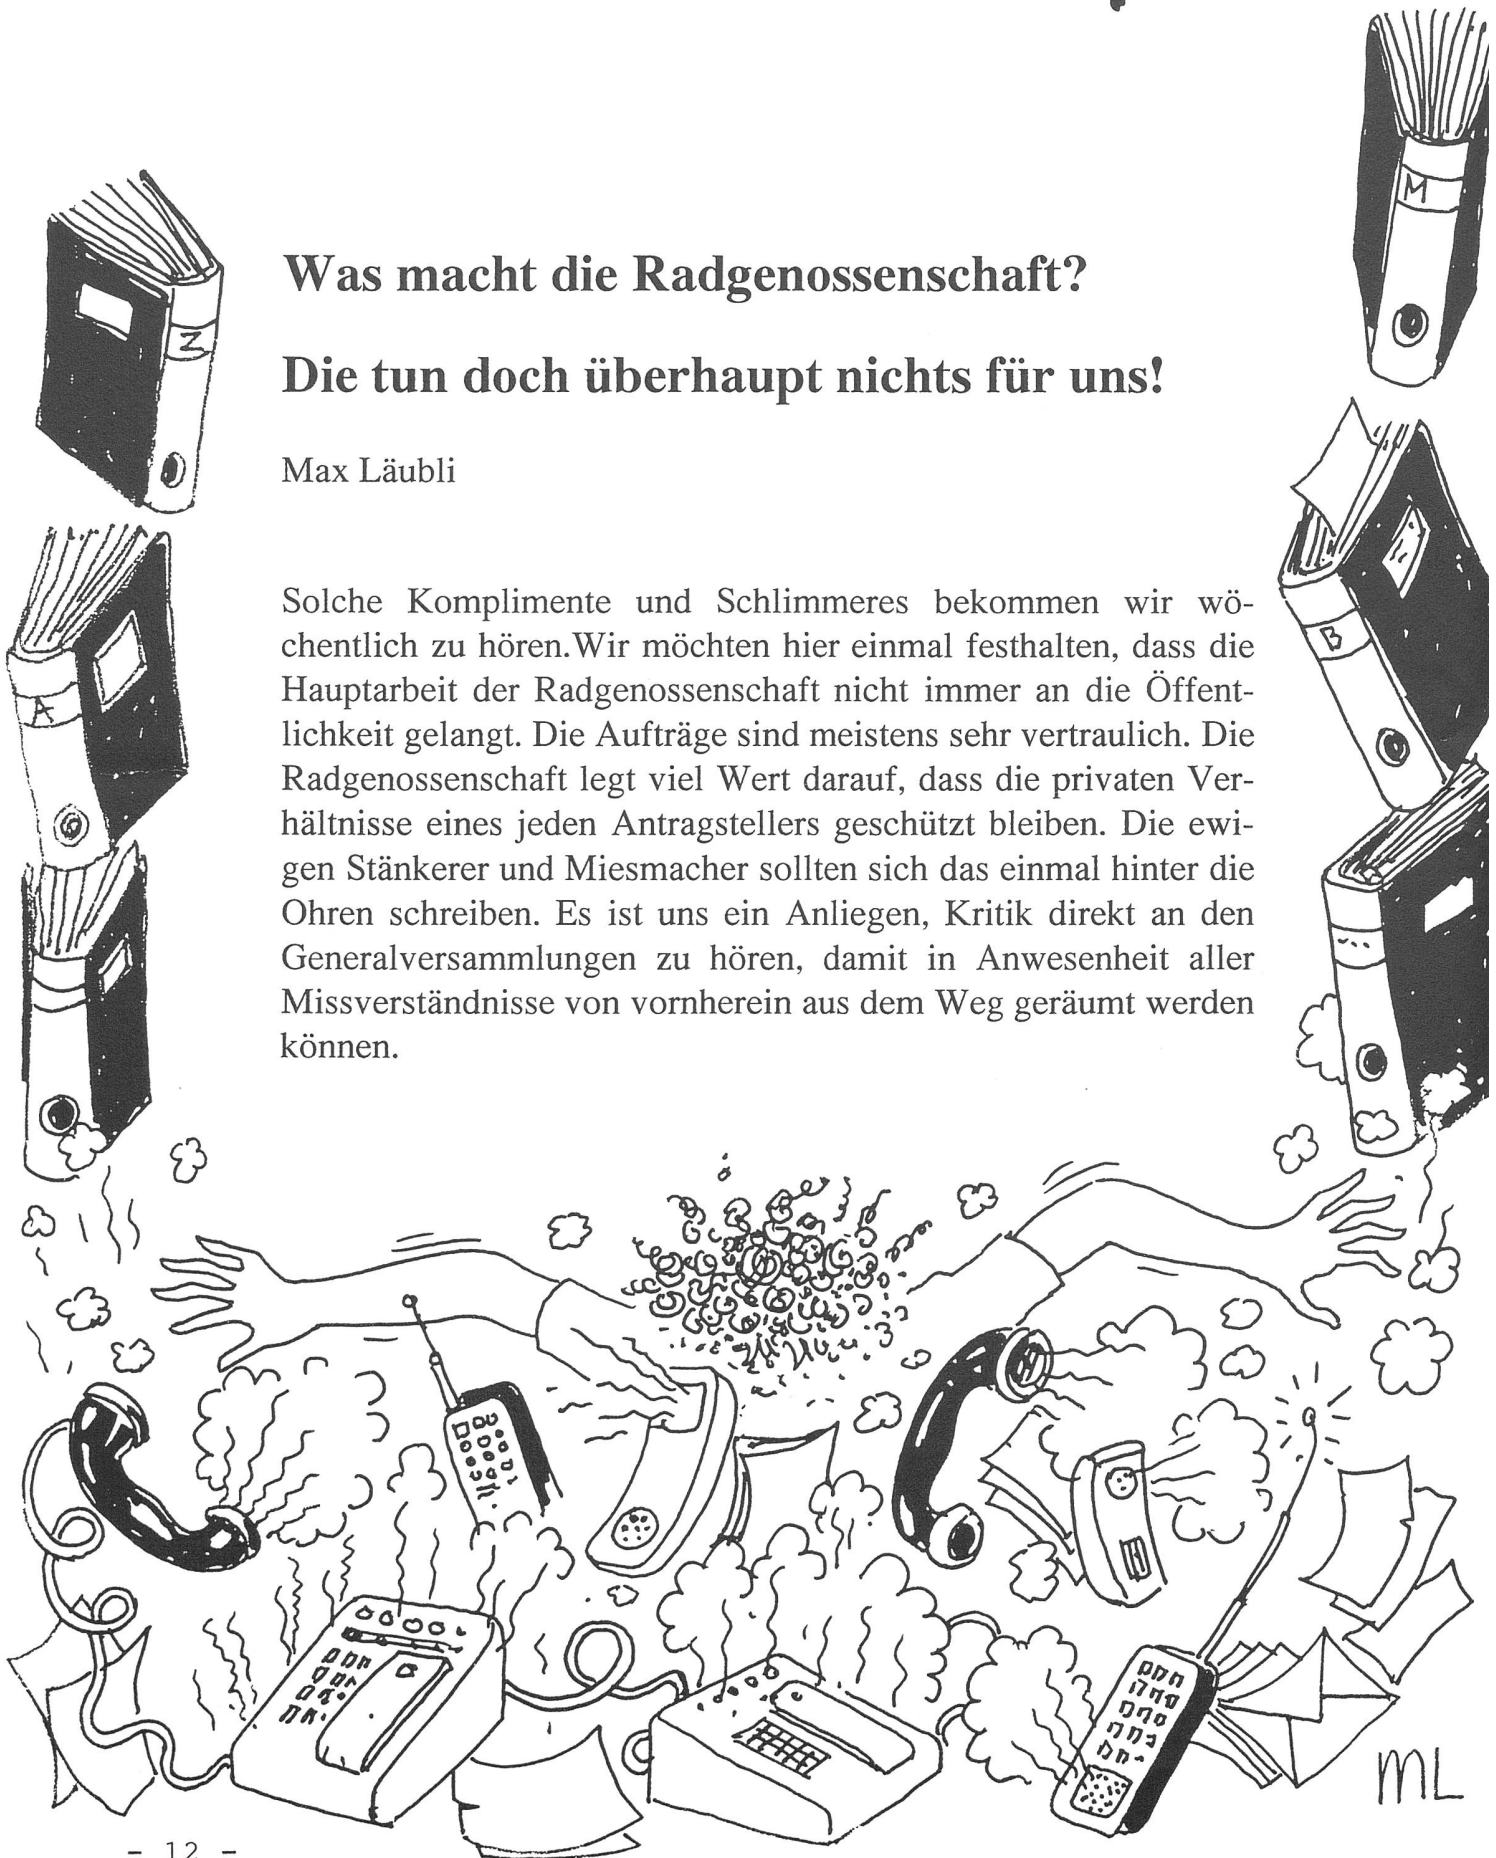 M
Z
Was macht die Radgenossenschaft?
Die tun doch überhaupt nichts für uns!
Max Läubli
Solche Komplimente und Schlimmeres bekommen wir wö-
chentlich zu hören.Wir möchten hier einmal festhalten, dass die
Hauptarbeit der Radgenossenschaft nicht immer an die Öffent-
lichkeit gelangt. Die Aufträge sind meistens sehr vertraulich. Die
Radgenossenschaft legt viel Wert darauf, dass die privaten Ver-
hältnisse eines jeden Antragstellers geschützt bleiben. Die ewi-
gen Stänkerer und Miesmacher sollten sich das einmal hinter die
Ohren schreiben. Es ist uns ein Anliegen, Kritik direkt an den
Generalversammlungen zu hören, damit in Anwesenheit aller
Missverständnisse von vornherein aus dem Weg geräumt werden
können.
B
A
...
ML
- 12 -